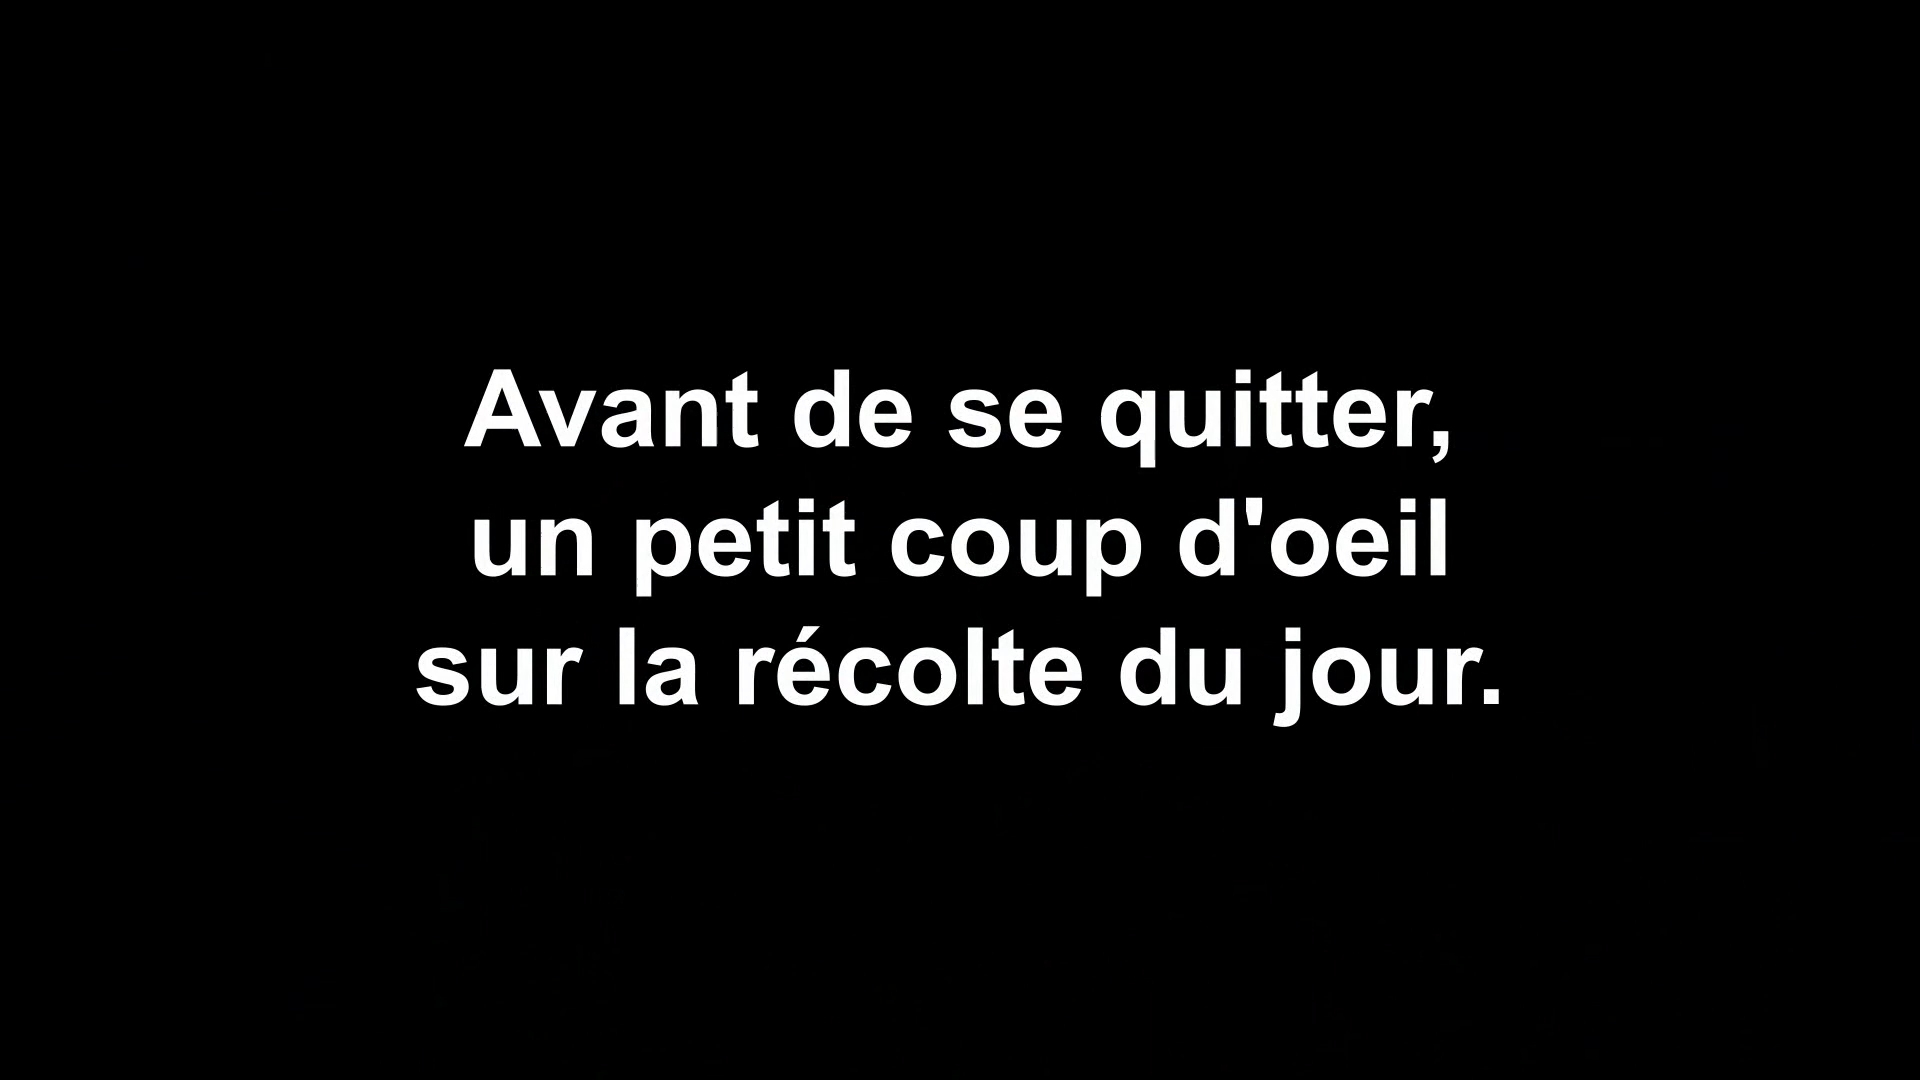 Avant de se quitter,
un petit coup d'oeil
sur la récolte du jour.